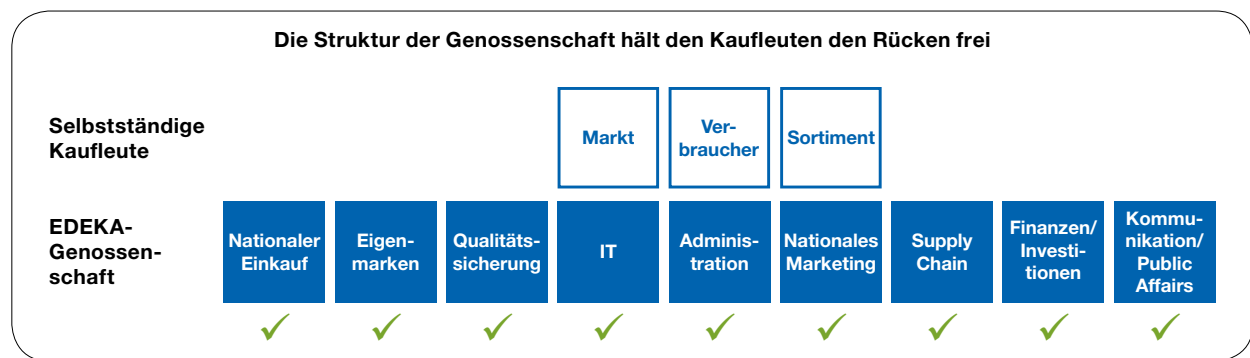 Die Struktur der Genossenschaft hält den Kaufleuten den Rücken frei
Selbstständige
Kaufleute
Markt
Ver-
braucher
Sortiment
EDEKA-
Genossen-
schaft
Nationaler
Einkauf
Eigen-
marken
Qualitäts-
sicherung
IT
Adminis-
tration
Nationales
Marketing
Supply
Chain
Finanzen/
Investi-
tionen
Kommu-
nikation/
Public
Affairs